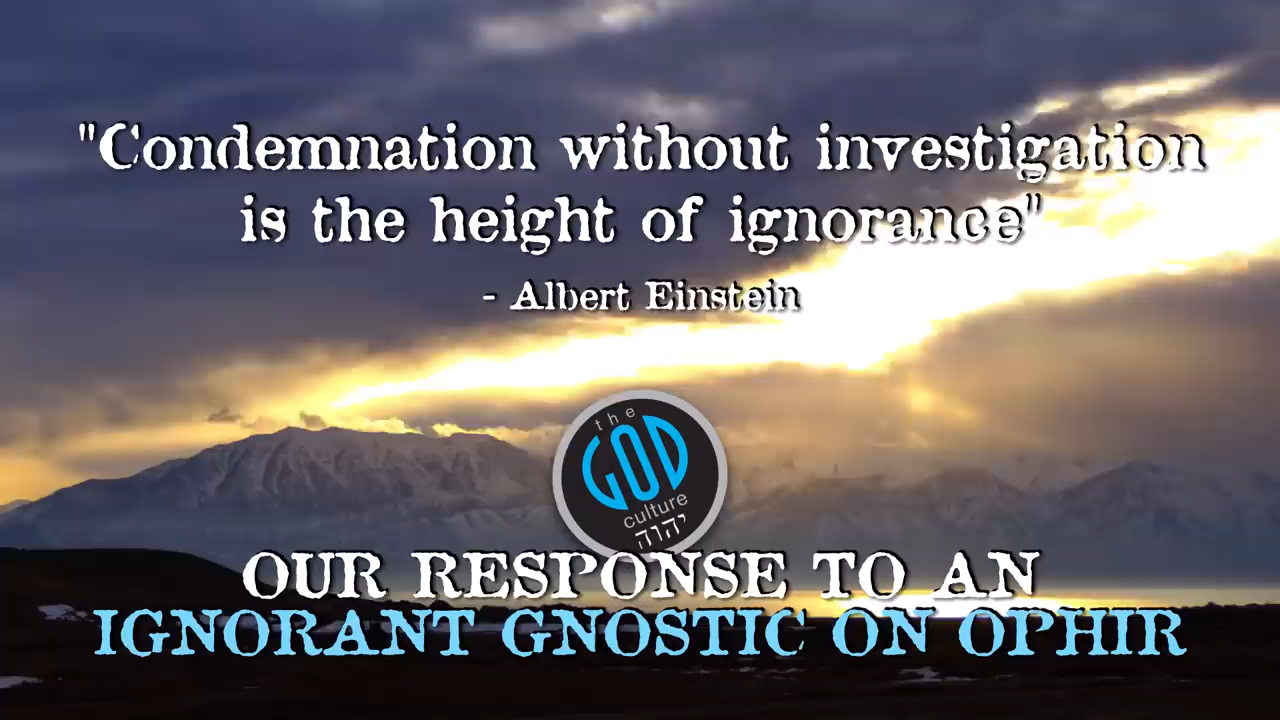 "Condemnation without investigation
is the height of ignorance"
- Albert Einstein
the
GOD
culture
יהוה
OUR RESPONSE TO AN
IGNORANT GNOSTIC ON OPHIR